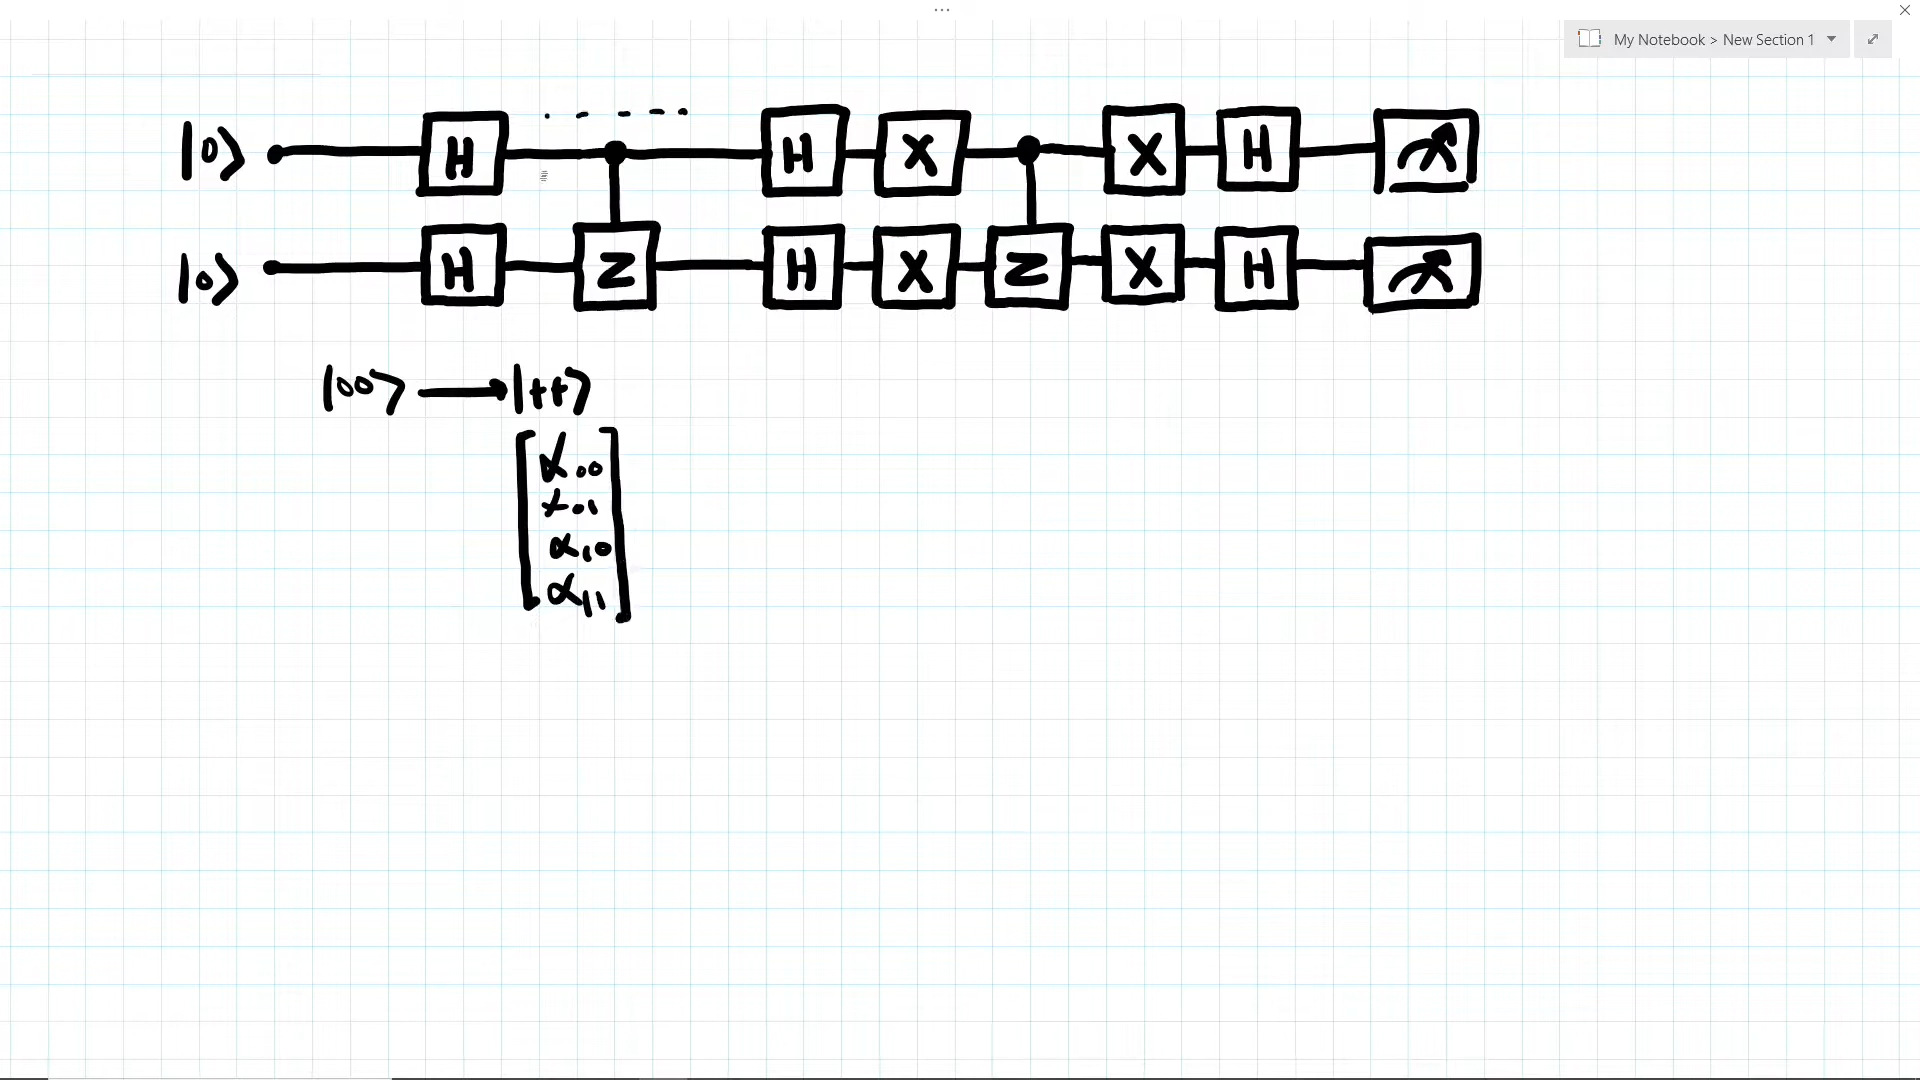 My Notebook > New Section 1
|0⟩ H H X X H
|0⟩ H Z H X Z X H
|00⟩ → |++⟩
α00
α01
α10
α11